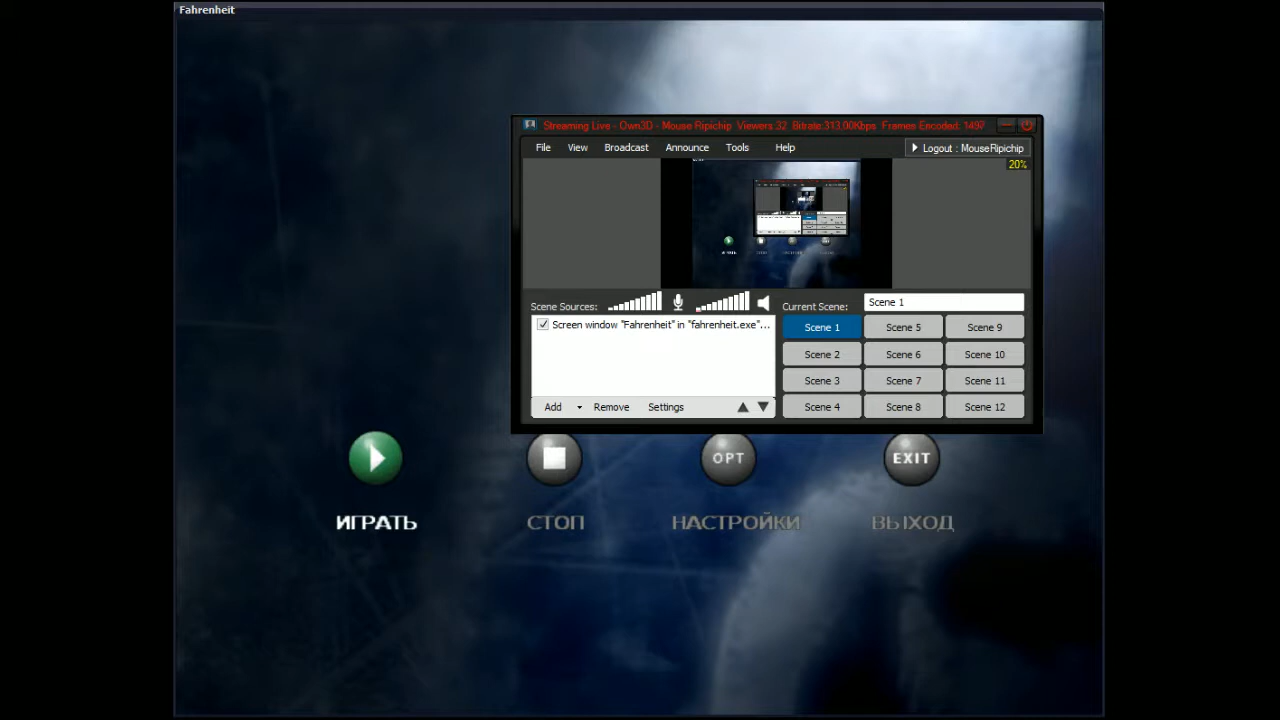 Fahrenheit
Streaming Live - Own3D - Mouse Ripichip Viewers:32 Bitrate:313.00Kbps Frames Encoded: 1497
File View Broadcast Announce Tools Help Logout : MouseRipichip
20%
Scene Sources: Current Scene: Scene 1
Screen window "Fahrenheit" in "fahrenheit.exe"...
Scene 1 Scene 5 Scene 9
Scene 2 Scene 6 Scene 10
Scene 3 Scene 7 Scene 11
Add Remove Settings Scene 4 Scene 8 Scene 12
OPT EXIT
ИГРАТЬ СТОП НАСТРОЙКИ ВЫХОД